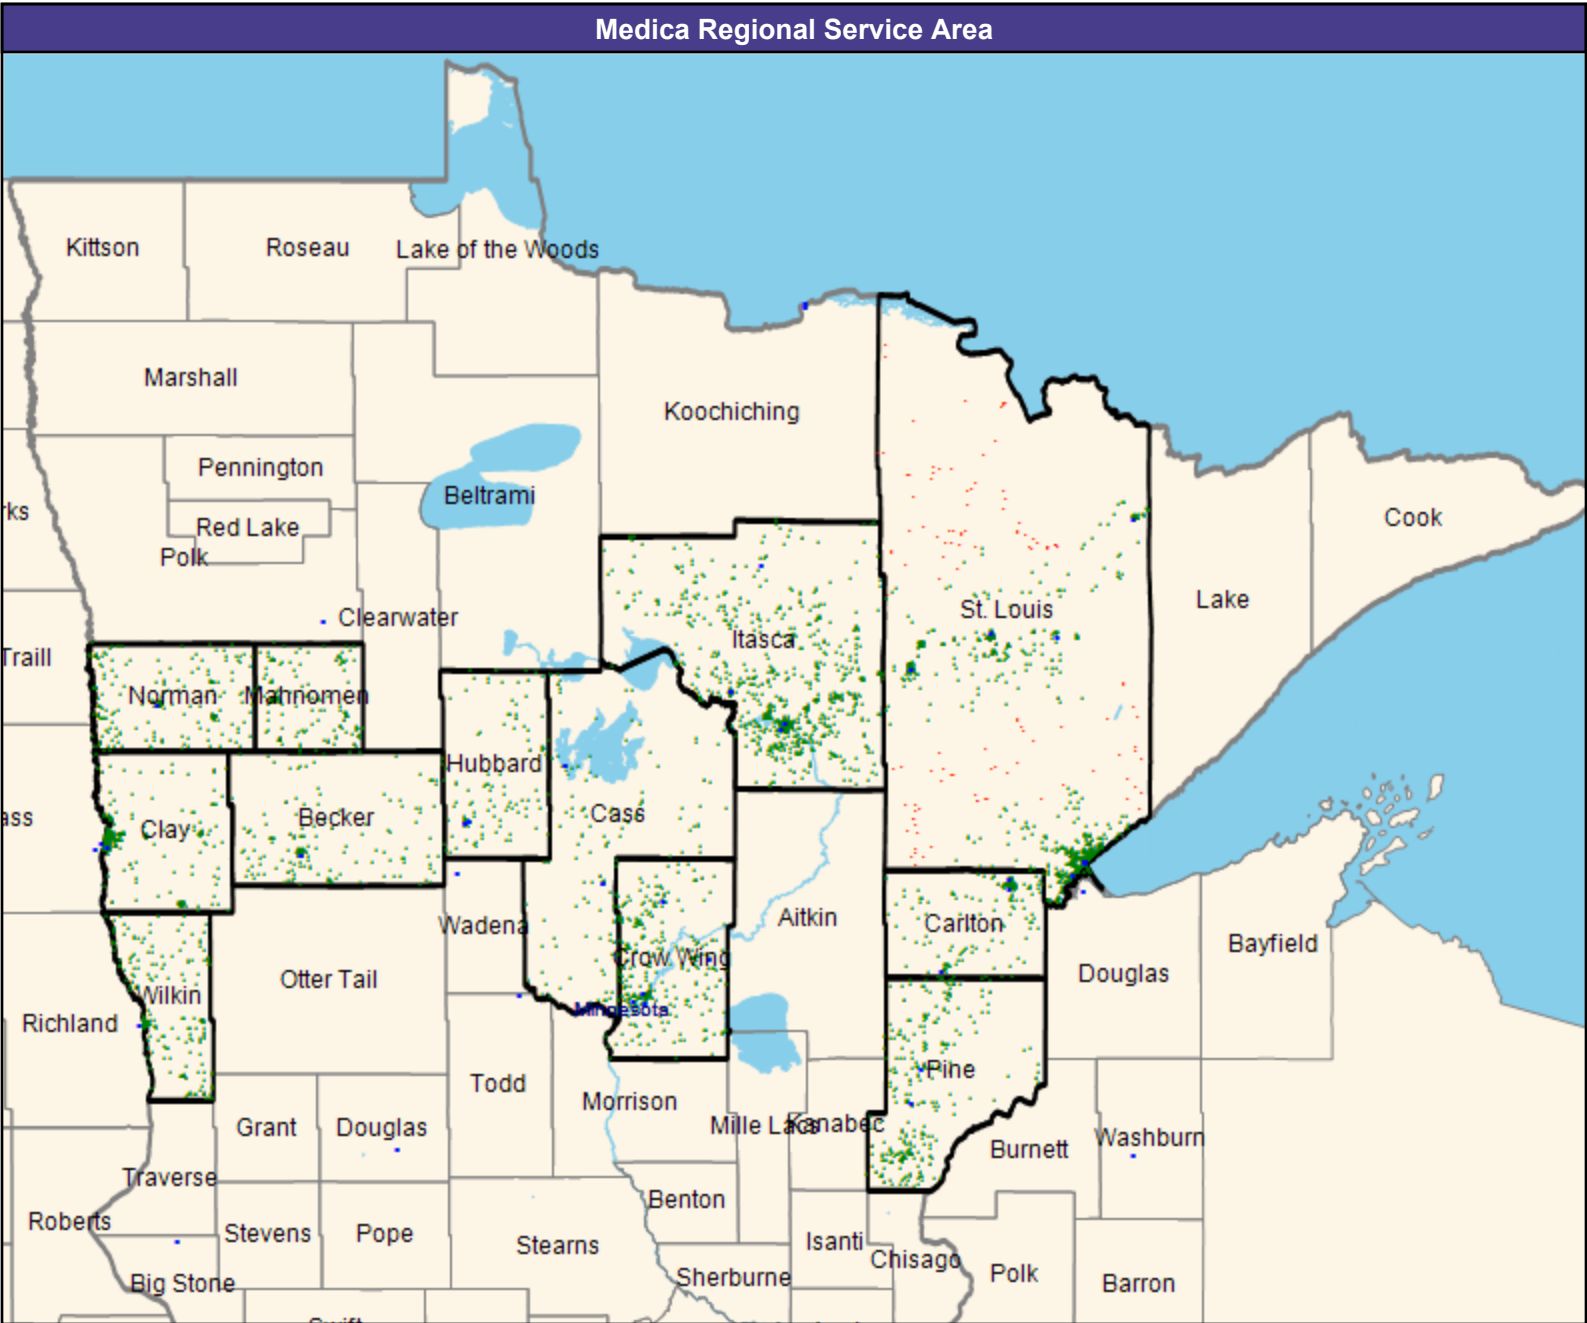 Medica Regional Service Area
Kittson
Roseau
Lake of the Woods
Marshall
Koochiching
Pennington
Beltrami
rks
Red Lake
Cook
Polk
Lake
St. Louis
Clearwater
Itasca
Traill
Norman
Mahnomen
Hubbard
Cass
ass
Clay
Becker
Aitkin
Carlton
Wadena
Bayfield
Crow Wing
Douglas
Otter Tail
Wilkin
Minnesota
Richland
Pine
Todd
Morrison
Grant
Douglas
Mille Lacs
Kanabec
Washburn
Burnett
Traverse
Benton
Roberts
Stevens
Pope
Isanti
Stearns
Chisago
Polk
Sherburne
Big Stone
Barron